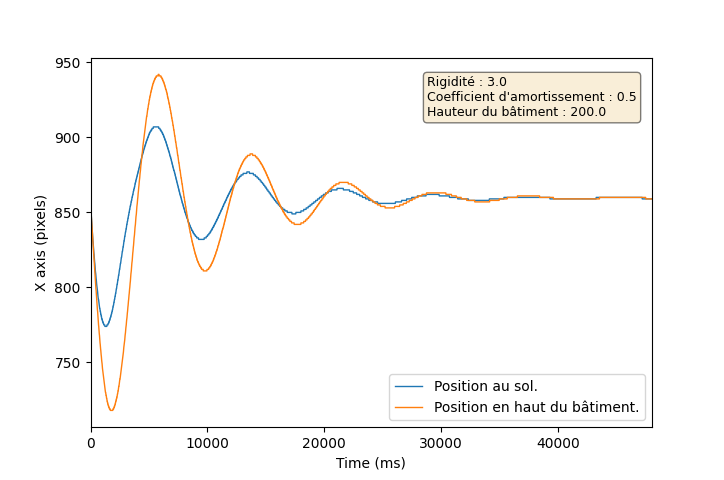 950
900
850
800
750
X axis (pixels)
Rigidité : 3.0
Coefficient d'amortissement : 0.5
Hauteur du bâtiment : 200.0
Position au sol.
Position en haut du bâtiment.
0
10000
20000
30000
40000
Time (ms)